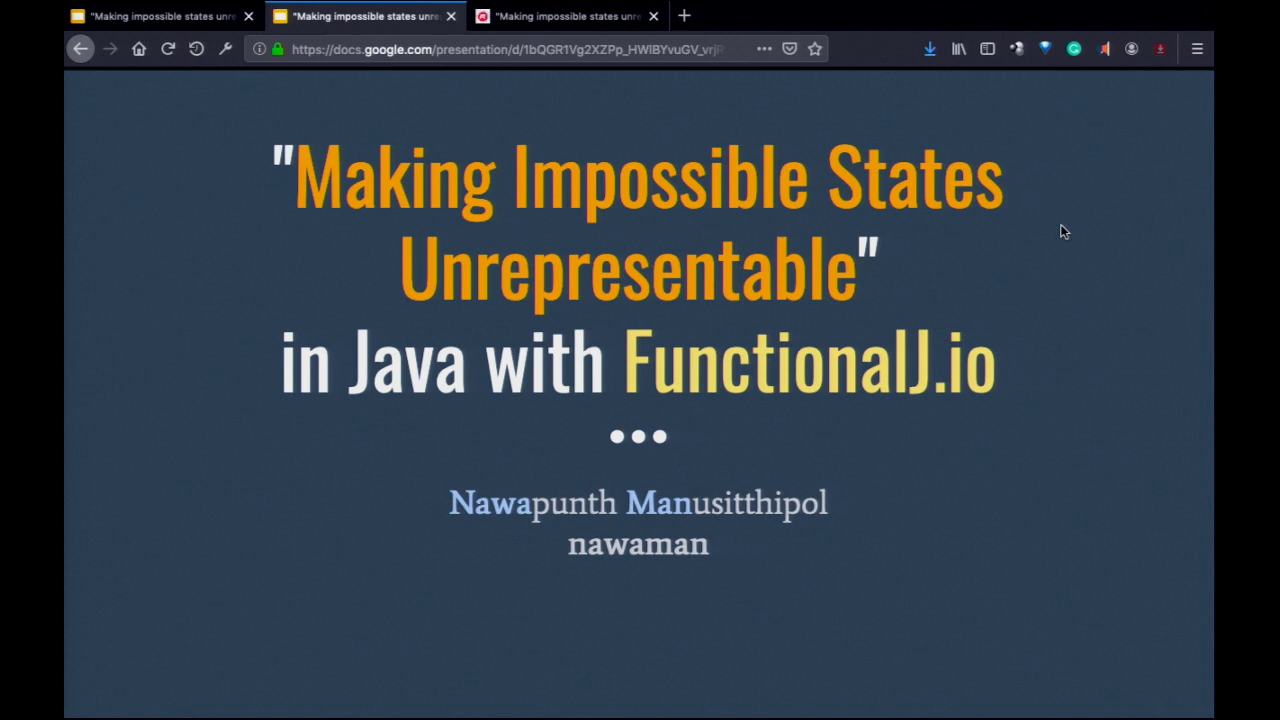 "Making impossible states unre
"Making impossible states unre
"Making impossible states unre
https://docs.google.com/presentation/d/1bQGR1Vg2XZPp_HWlBYvuGV_vrjR
"Making Impossible States
Unrepresentable"
in Java with FunctionalJ.io
Nawapunth Manusitthipol
nawaman